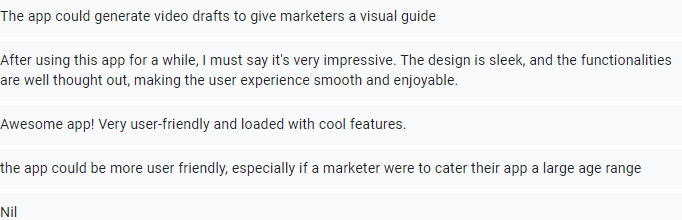 The app could generate video drafts to give marketers a visual guide
After using this app for a while, I must say it's very impressive. The design is sleek, and the functionalities
are well thought out, making the user experience smooth and enjoyable.
Awesome app! Very user-friendly and loaded with cool features.
the app could be more user friendly, especially if a marketer were to cater their app a large age range
Nil